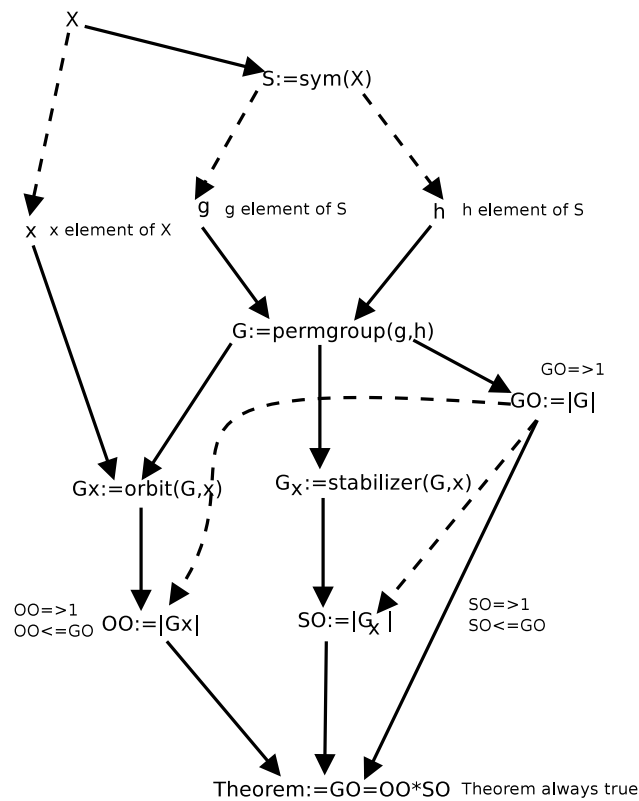 X
S:=sym(X)
g g element of S
h h element of S
x x element of X
G:=permgroup(g,h)
GO=>1
GO:=|G|
Gx:=orbit(G,x)
Gx:=stabilizer(G,x)
OO=>1
OO<=GO
OO:=|Gx|
SO:=|Gx |
SO=>1
SO<=GO
Theorem:=GO=OO*SO Theorem always true